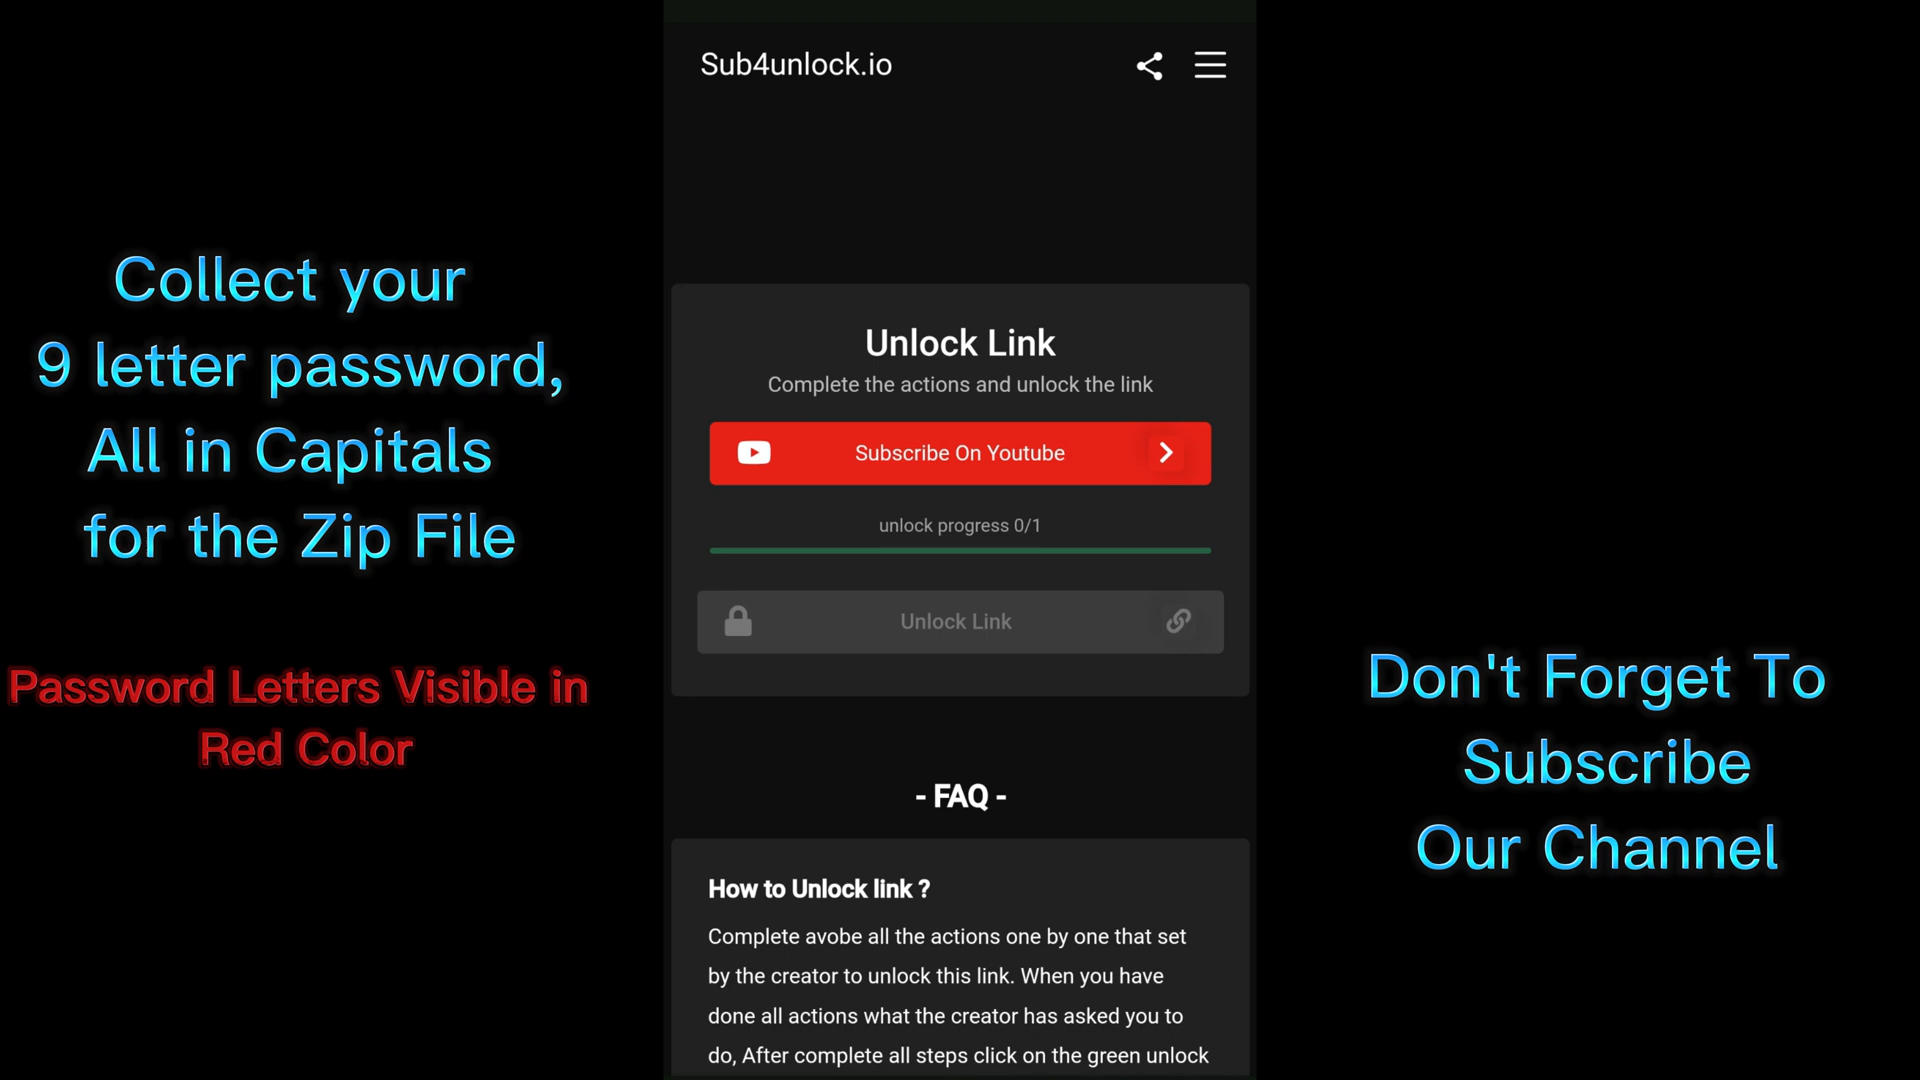 Sub4unlock.io
Collect your
9 letter password,
All in Capitals
for the Zip File
Password Letters Visible in
Red Color
Unlock Link
Complete the actions and unlock the link
Subscribe On Youtube
unlock progress 0/1
Unlock Link
- FAQ -
How to Unlock link ?
Complete avobe all the actions one by one that set
by the creator to unlock this link. When you have
done all actions what the creator has asked you to
do, After complete all steps click on the green unlock
Don't Forget To
Subscribe
Our Channel